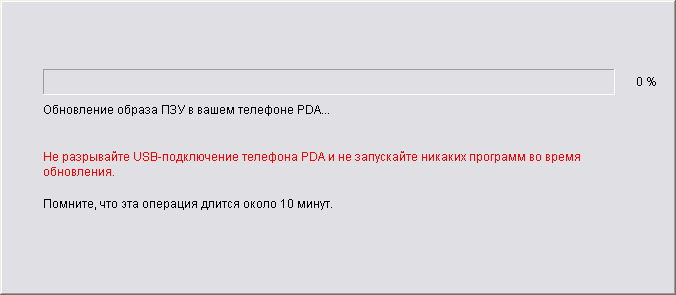 0 %
Обновление образа ПЗУ в вашем телефоне PDA...
Не разрывайте USB-подключение телефона PDA и не запускайте никаких программ во время
обновления.
Помните, что эта операция длится около 10 минут.